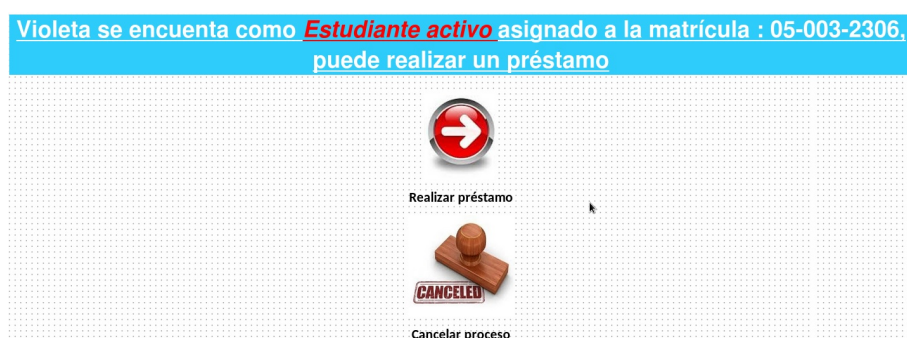 Violeta se encuenta como Estudiante activo asignado a la matrícula : 05-003-2306,
puede realizar un préstamo
Realizar préstamo
CANCELED
Cancelar proceso